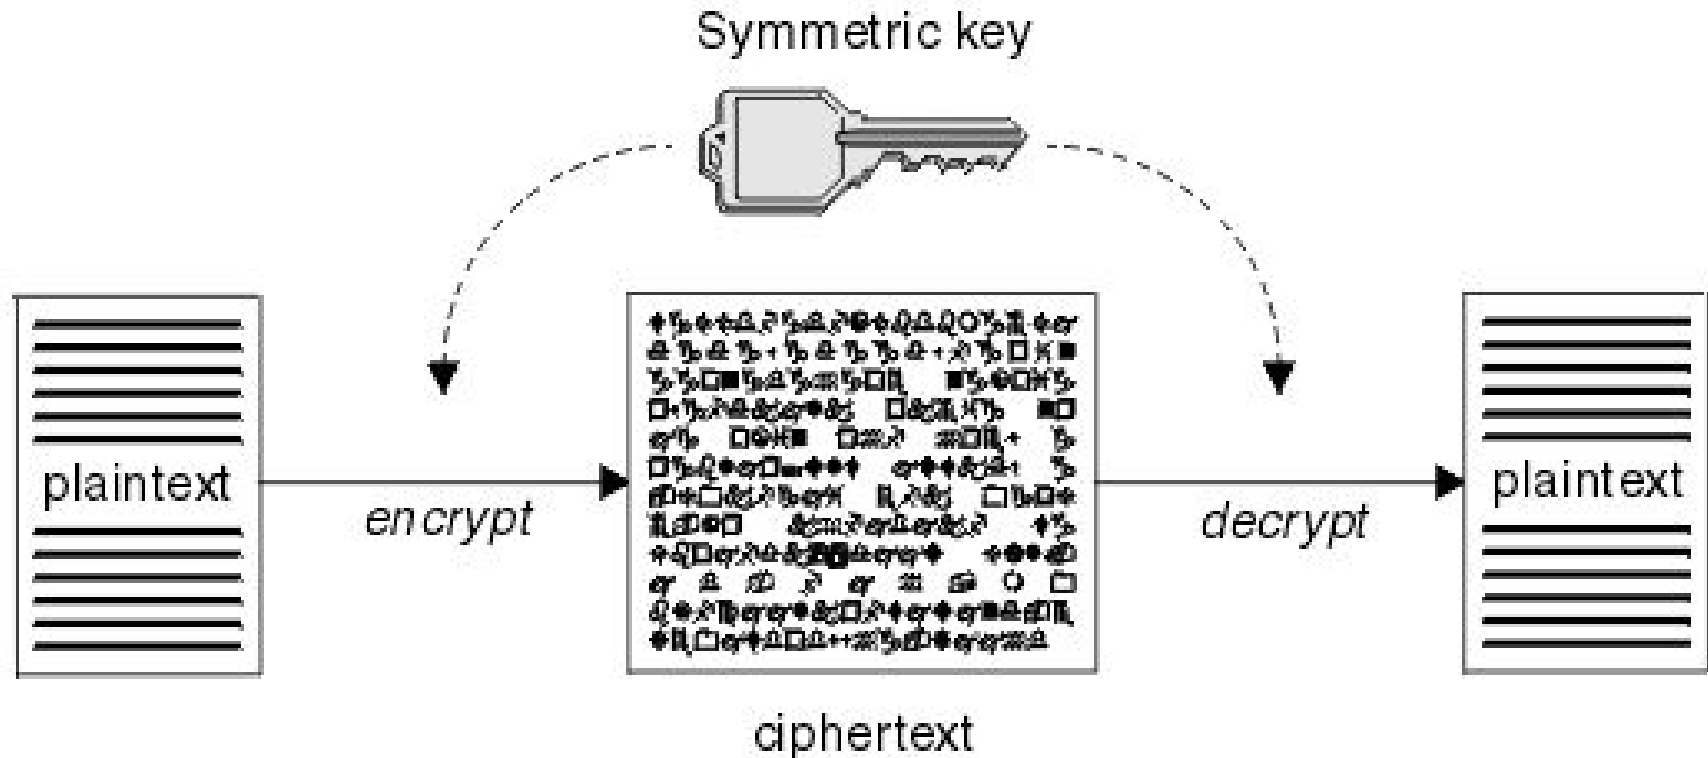 Symmetric key
plaintext
encrypt
decrypt
plaintext
ciphertext